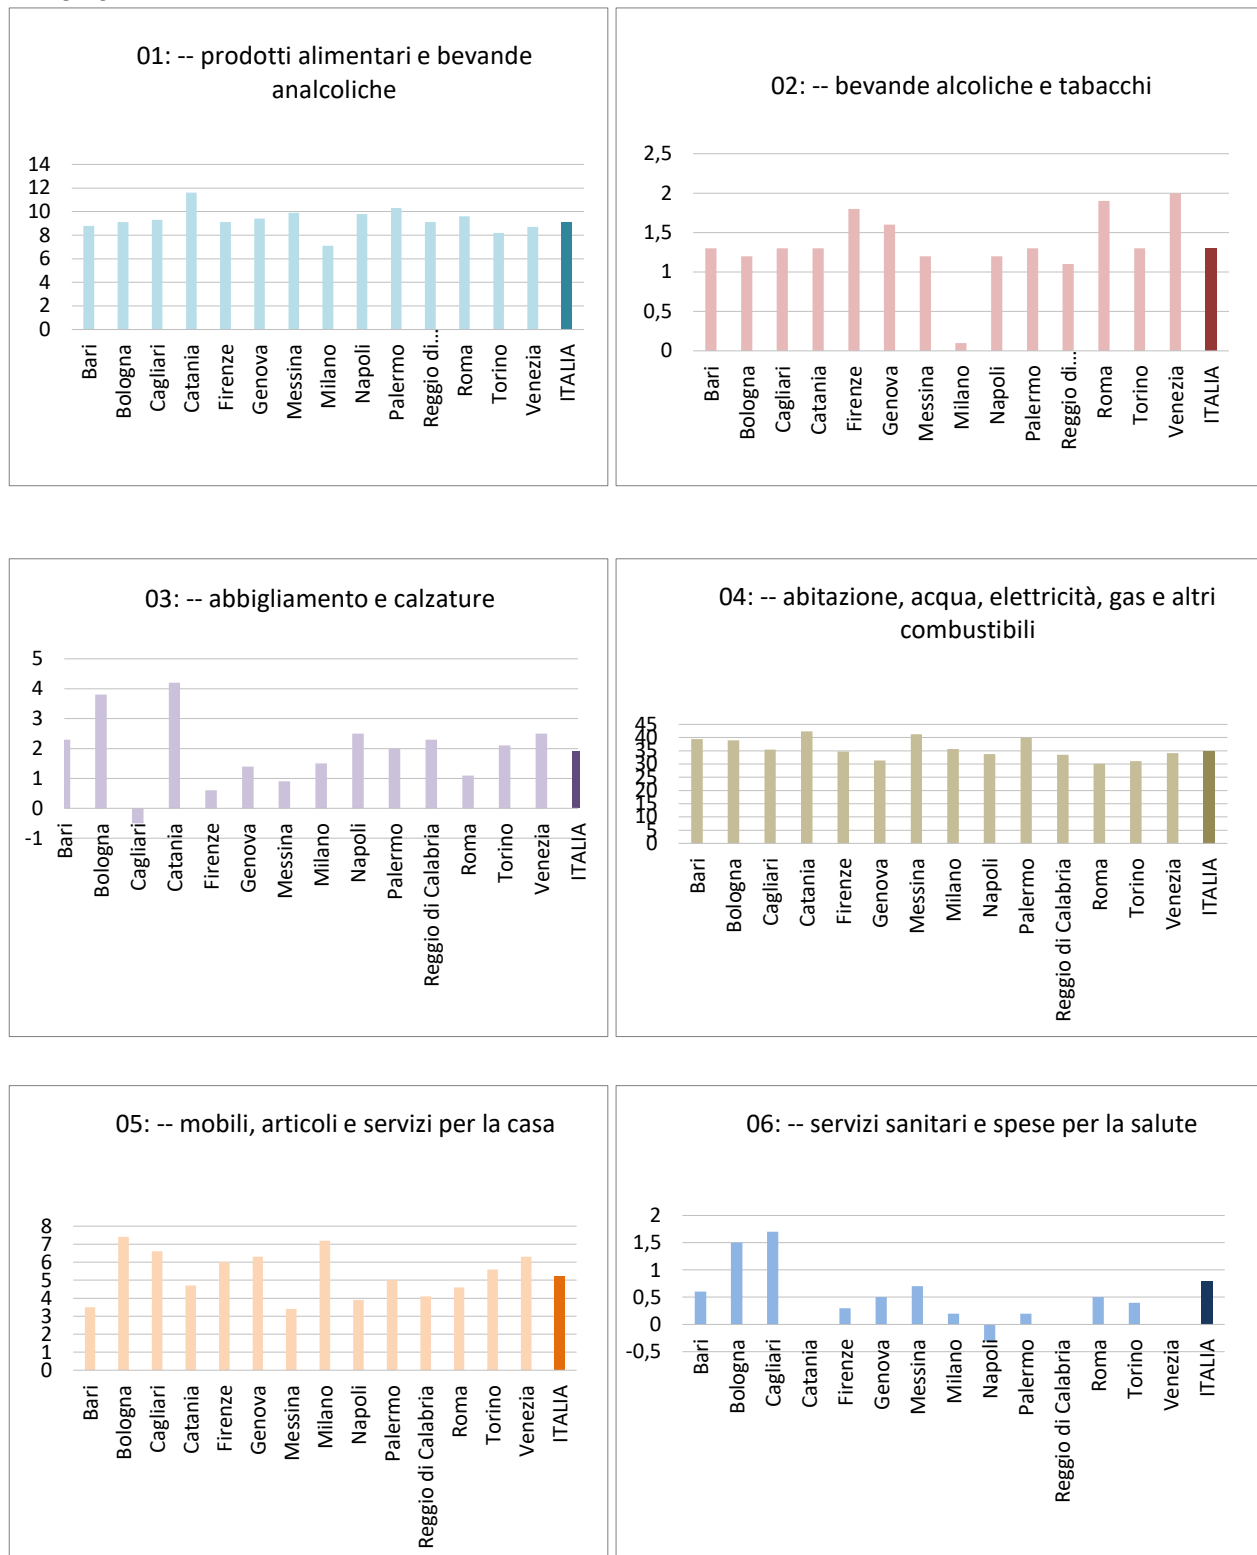 01: -- prodotti alimentari e bevande
analcoliche
14
12
10
8
6
4
2
0
Bari
Bologna
Cagliari
Catania
Firenze
Genova
Messina
Milano
Napoli
Palermo
Reggio di…
Roma
Torino
Venezia
ITALIA
02: -- bevande alcoliche e tabacchi
2,5
2
1,5
1
0,5
0
Bari
Bologna
Cagliari
Catania
Firenze
Genova
Messina
Milano
Napoli
Palermo
Reggio di…
Roma
Torino
Venezia
ITALIA
03: -- abbigliamento e calzature
5
4
3
2
1
0
-1
Bari
Bologna
Cagliari
Catania
Firenze
Genova
Messina
Milano
Napoli
Palermo
Reggio di Calabria
Roma
Torino
Venezia
ITALIA
04: -- abitazione, acqua, elettricità, gas e altri
combustibili
45
40
35
30
25
20
15
10
5
0
Bari
Bologna
Cagliari
Catania
Firenze
Genova
Messina
Milano
Napoli
Palermo
Reggio di Calabria
Roma
Torino
Venezia
ITALIA
05: -- mobili, articoli e servizi per la casa
8
7
6
5
4
3
2
1
0
Bari
Bologna
Cagliari
Catania
Firenze
Genova
Messina
Milano
Napoli
Palermo
Reggio di Calabria
Roma
Torino
Venezia
ITALIA
06: -- servizi sanitari e spese per la salute
2
1,5
1
0,5
0
-0,5
Bari
Bologna
Cagliari
Catania
Firenze
Genova
Messina
Milano
Napoli
Palermo
Reggio di Calabria
Roma
Torino
Venezia
ITALIA